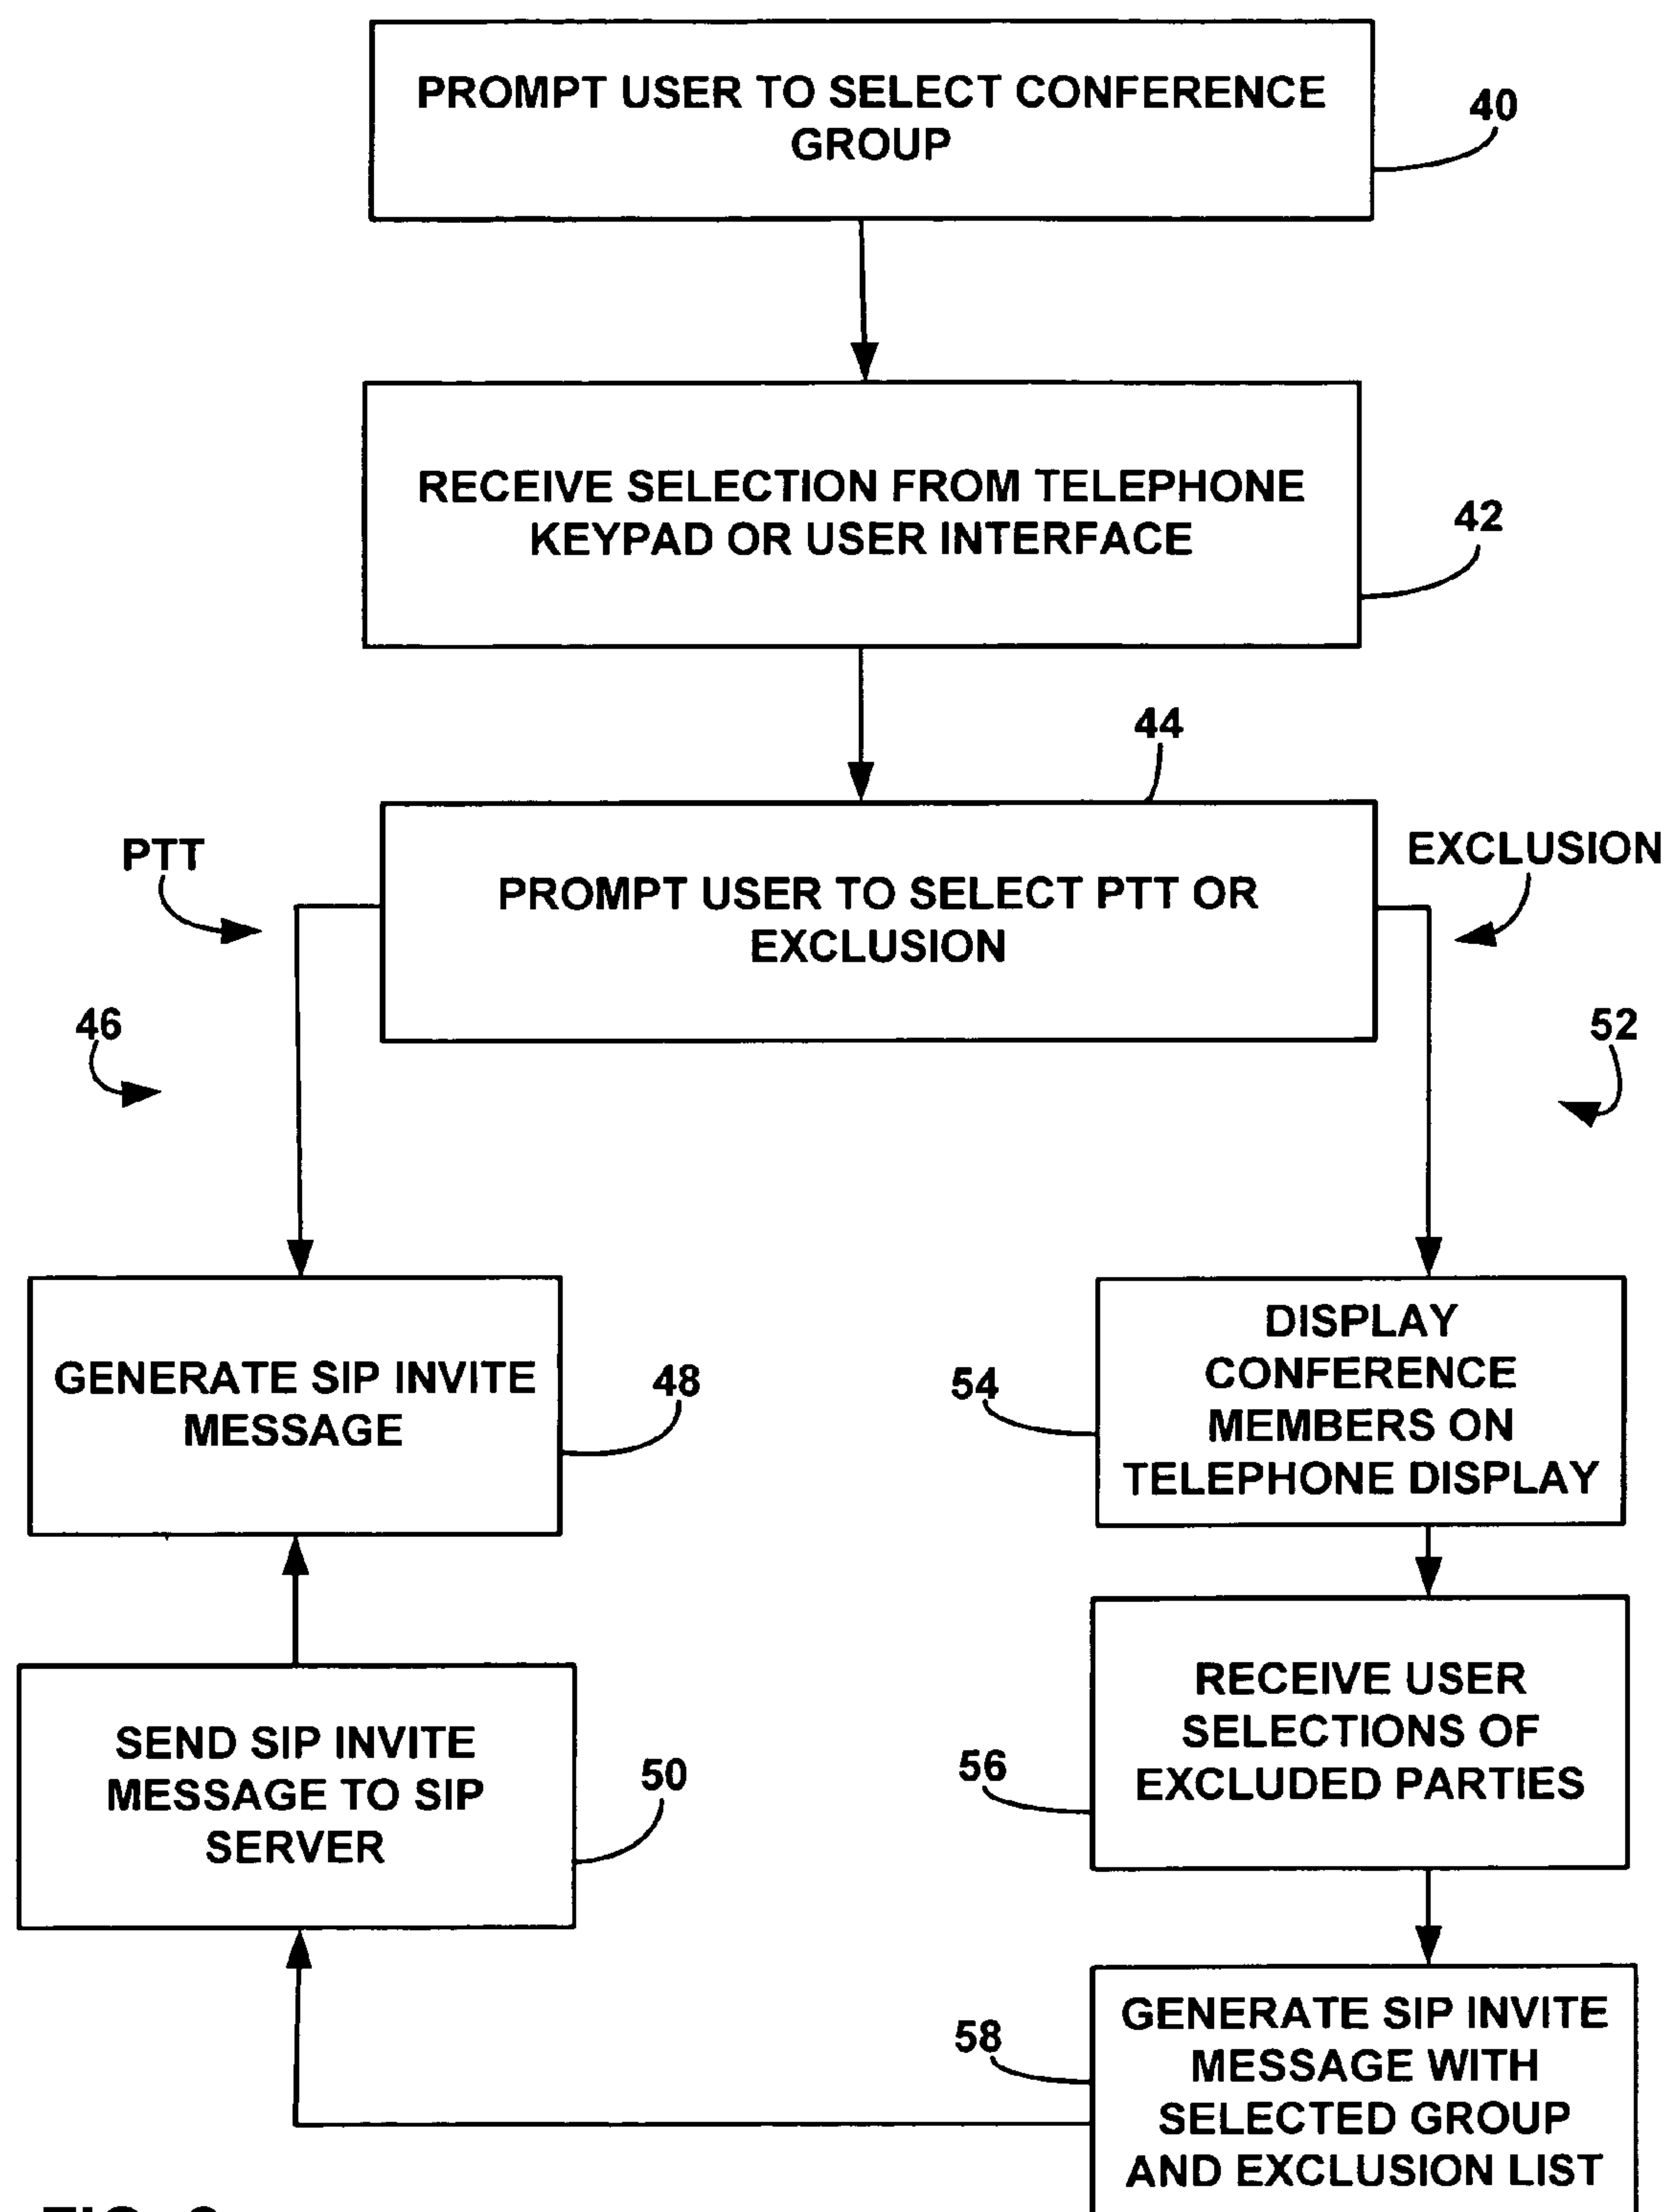 PROMPT USER TO SELECT CONFERENCE
GROUP
40
RECEIVE SELECTION FROM TELEPHONE
KEYPAD OR USER INTERFACE
42
44
PTT
PROMPT USER TO SELECT PTT OR
EXCLUSION
EXCLUSION
46
52
GENERATE SIP INVITE
MESSAGE
48
54
DISPLAY
CONFERENCE
MEMBERS ON
TELEPHONE DISPLAY
SEND SIP INVITE
MESSAGE TO SIP
SERVER
50
56
RECEIVE USER
SELECTIONS OF
EXCLUDED PARTIES
58
GENERATE SIP INVITE
MESSAGE WITH
SELECTED GROUP
AND EXCLUSION LIST